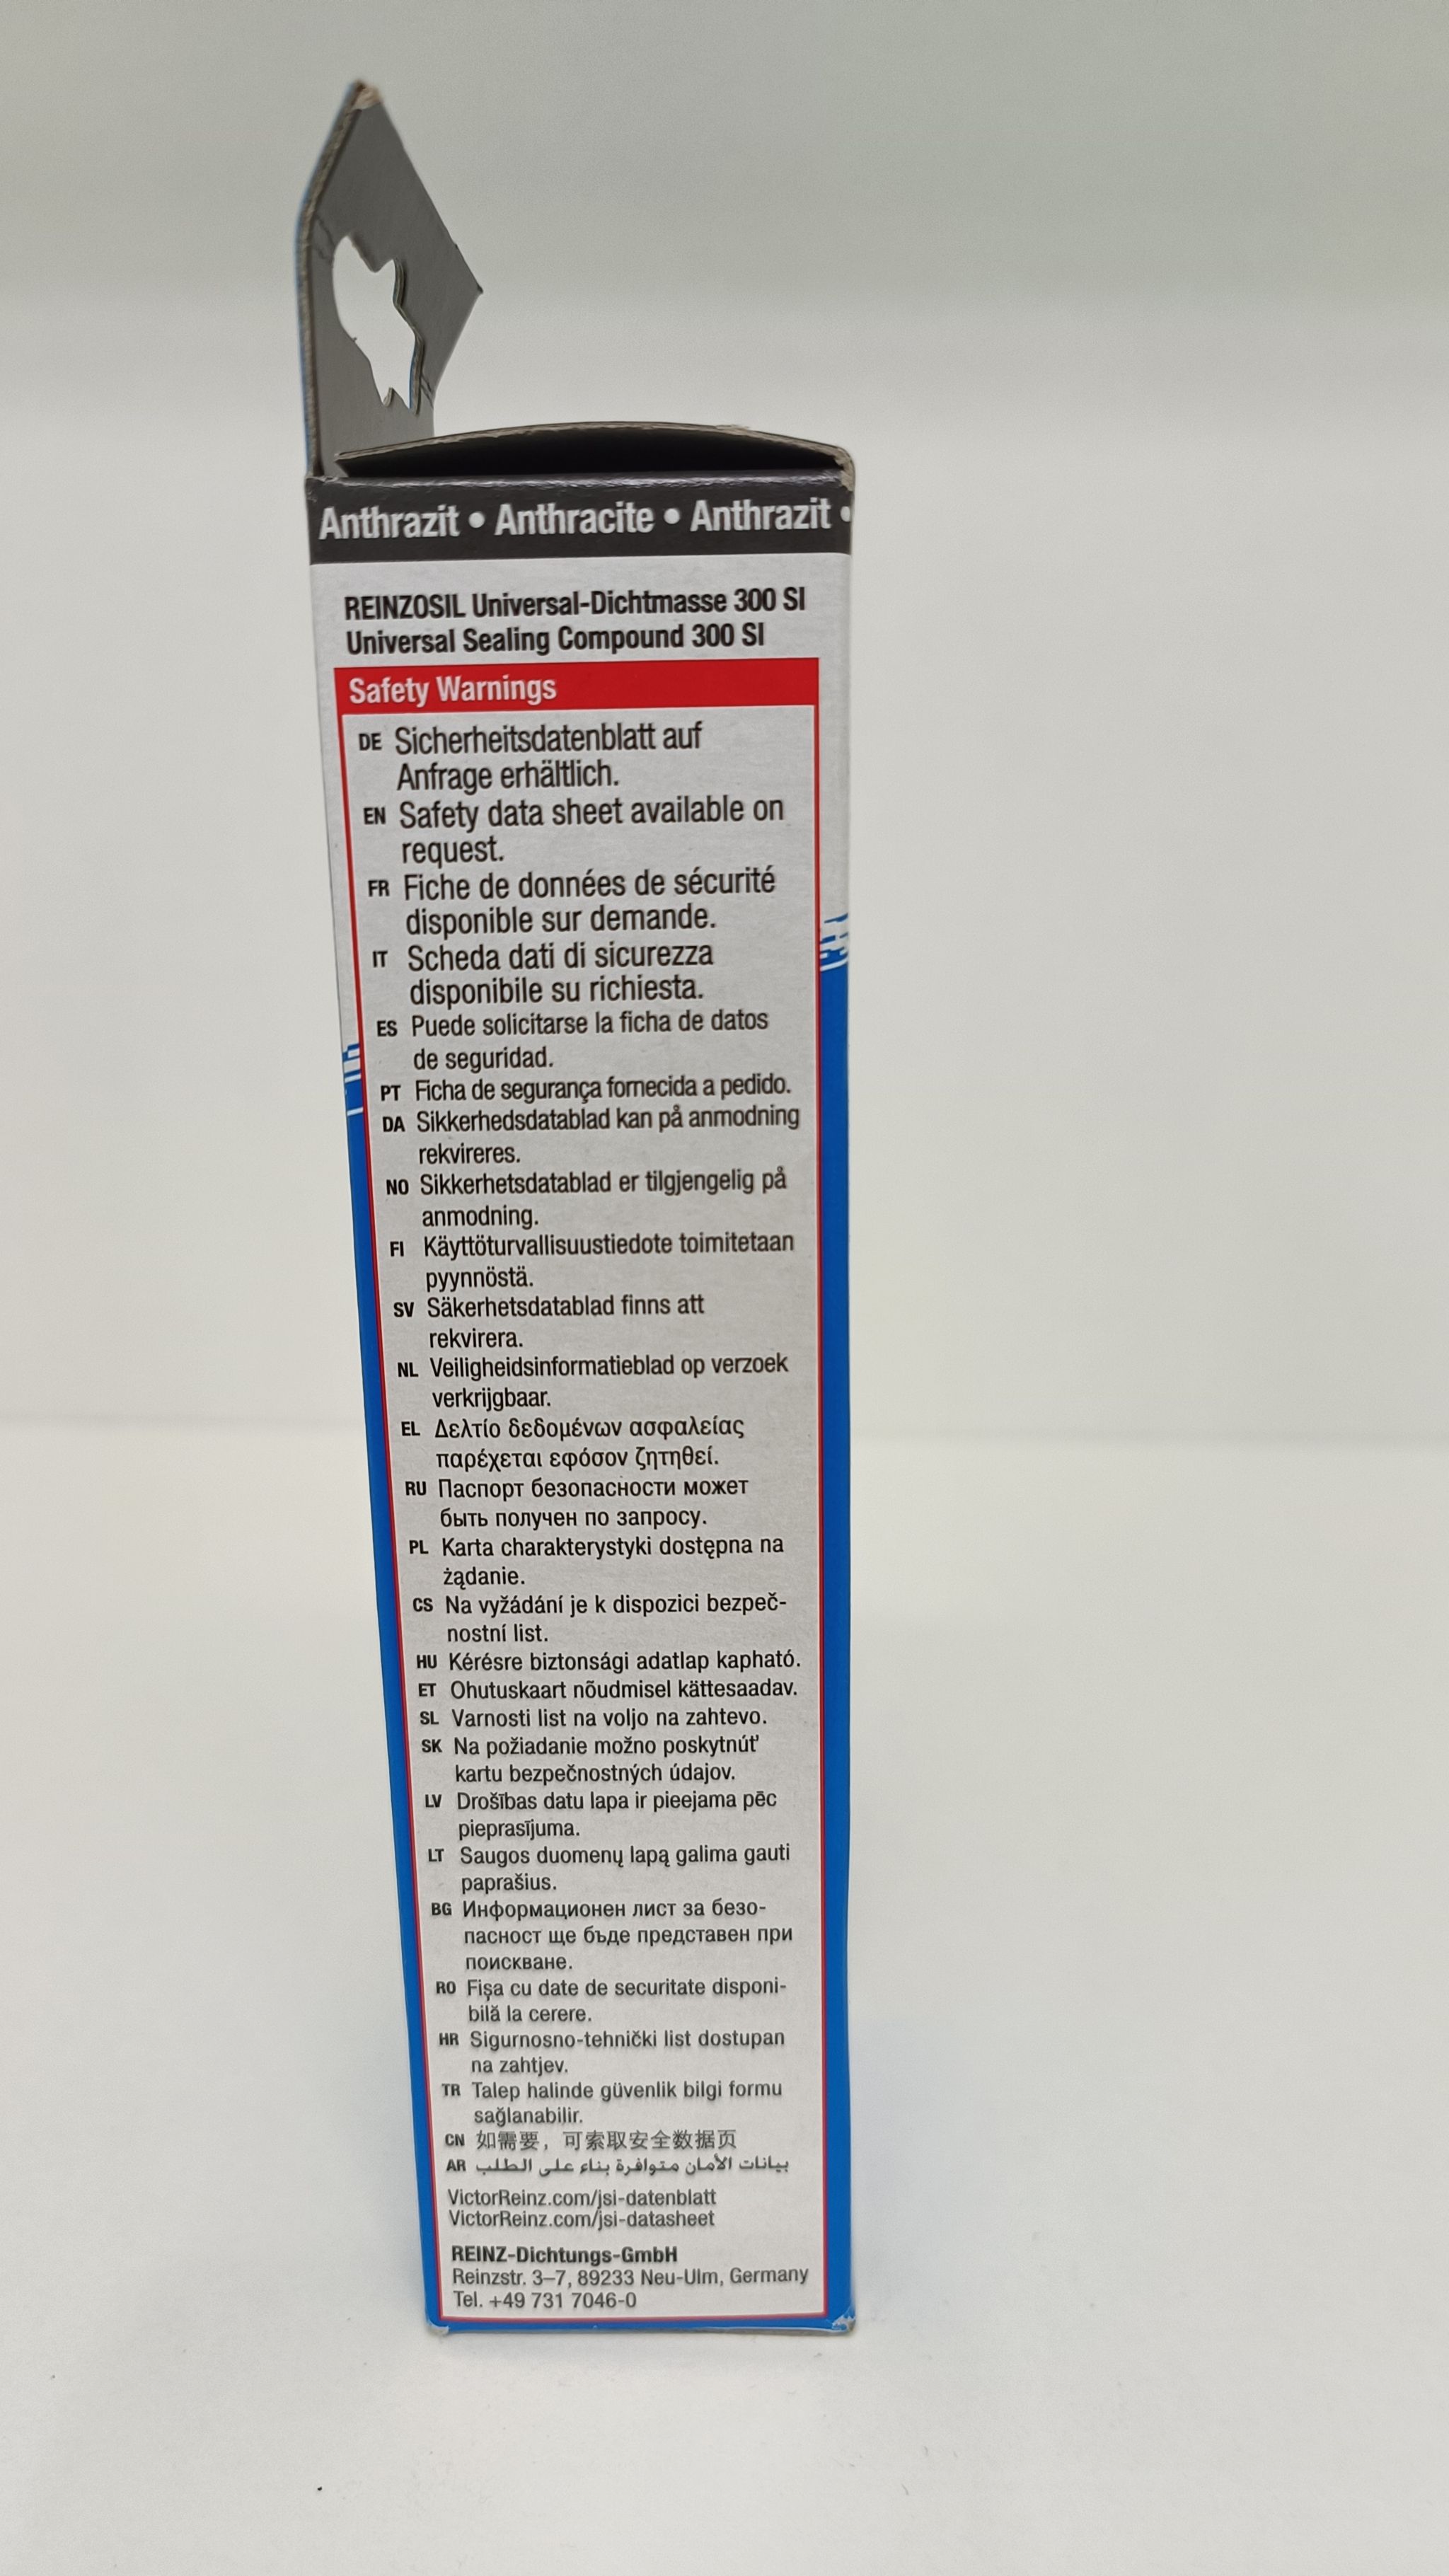 Anthrazit • Anthracite • Anthrazit •
REINZOSIL Universal-Dichtmasse 300 SI
Universal Sealing Compound 300 SI
Safety Warnings
DE Sicherheitsdatenblatt auf
Anfrage erhältlich.
EN Safety data sheet available on
request.
FR Fiche de données de sécurité
disponible sur demande.
IT Scheda dati di sicurezza
disponibile su richiesta.
ES Puede solicitarse la ficha de datos
de seguridad.
PT Ficha de segurança fornecida a pedido.
DA Sikkerhedsdatablad kan på anmodning
rekvireres.
NO Sikkerhetsdatablad er tilgjengelig på
anmodning.
FI Käyttöturvallisuustiedote toimitetaan
pyynnöstä.
SV Säkerhetsdatablad finns att
rekvirera.
NL Veiligheidsinformatieblad op verzoek
verkrijgbaar.
EL Δελτίο δεδομένων ασφαλείας
παρέχεται εφόσον ζητηθεί.
RU Паспорт безопасности может
быть получен по запросу.
PL Karta charakterystyki dostępna na
żądanie.
CS Na vyžádání je k dispozici bezpeč-
nostní list.
HU Kérésre biztonsági adatlap kapható.
ET Ohutuskaart nõudmisel kättesaadav.
SL Varnosti list na voljo na zahtevo.
SK Na požiadanie možno poskytnúť
kartu bezpečnostných údajov.
LV Drošības datu lapa ir pieejama pēc
pieprasījuma.
LT Saugos duomenų lapą galima gauti
paprašius.
BG Информационен лист за безо-
пасност ще бъде представен при
поискване.
RO Fișa cu date de securitate disponi-
bilă la cerere.
HR Sigurnosno-tehnički list dostupan
na zahtjev.
TR Talep halinde güvenlik bilgi formu
sağlanabilir.
CN 如需要，可索取安全数据页
AR بيانات الأمان متوافرة بناء على الطلب
VictorReinz.com/jsi-datenblatt
VictorReinz.com/jsi-datasheet
REINZ-Dichtungs-GmbH
Reinzstr. 3–7, 89233 Neu-Ulm, Germany
Tel. +49 731 7046-0